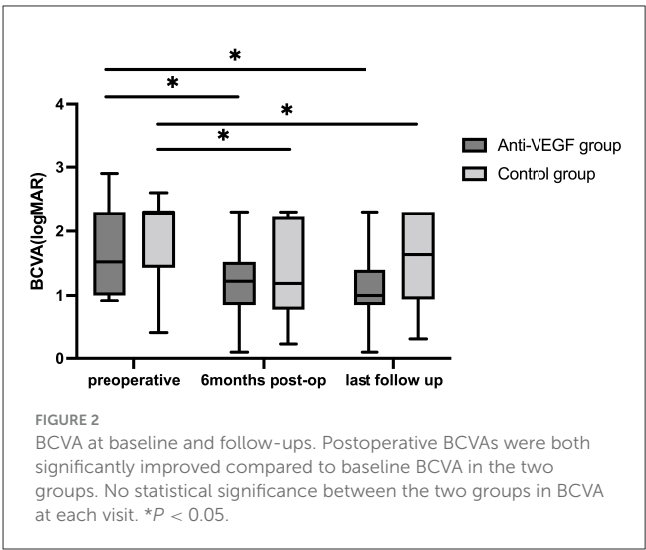 *
*
*
*
4
3
2
1
0
BCVA(logMAR)
Anti-VEGF group
Control group
preoperative 6months post-op last follow up
FIGURE 2
BCVA at baseline and follow-ups. Postoperative BCVAs were both
significantly improved compared to baseline BCVA in the two
groups. No statistical significance between the two groups in BCVA
at each visit. *P < 0.05.